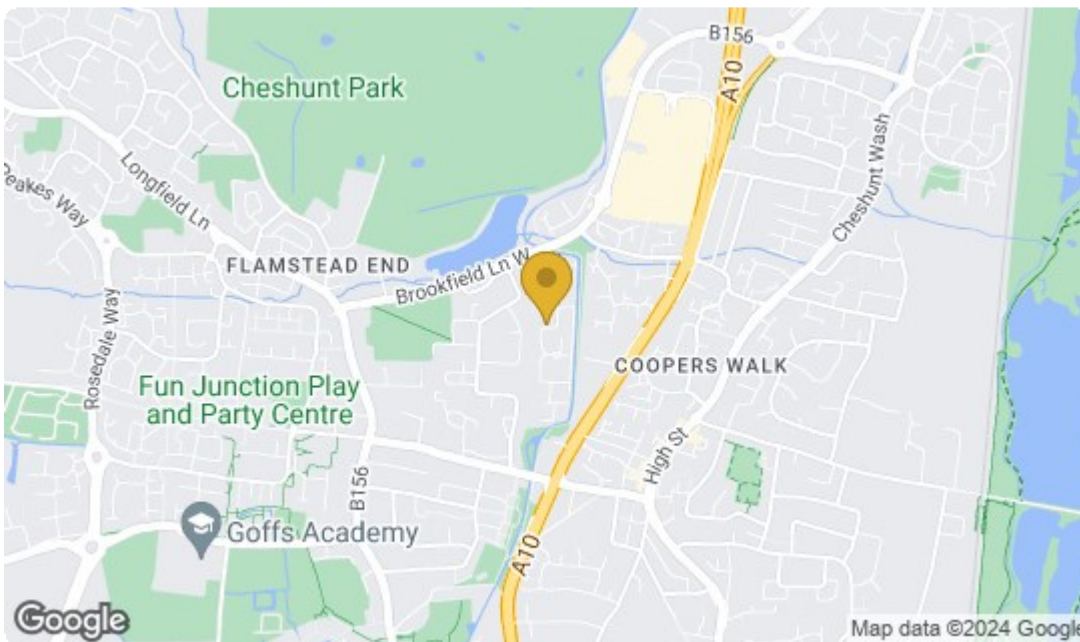 B156
A10
Cheshunt Park
Cheshunt Wash
Longfield Ln
Peakes Way
FLAMSTEAD END
Brookfield Ln W
Rosedale Way
COOPERS WALK
Fun Junction Play
and Party Centre
High St
B156
Goffs Academy
A10
Google
Map data ©2024 Google